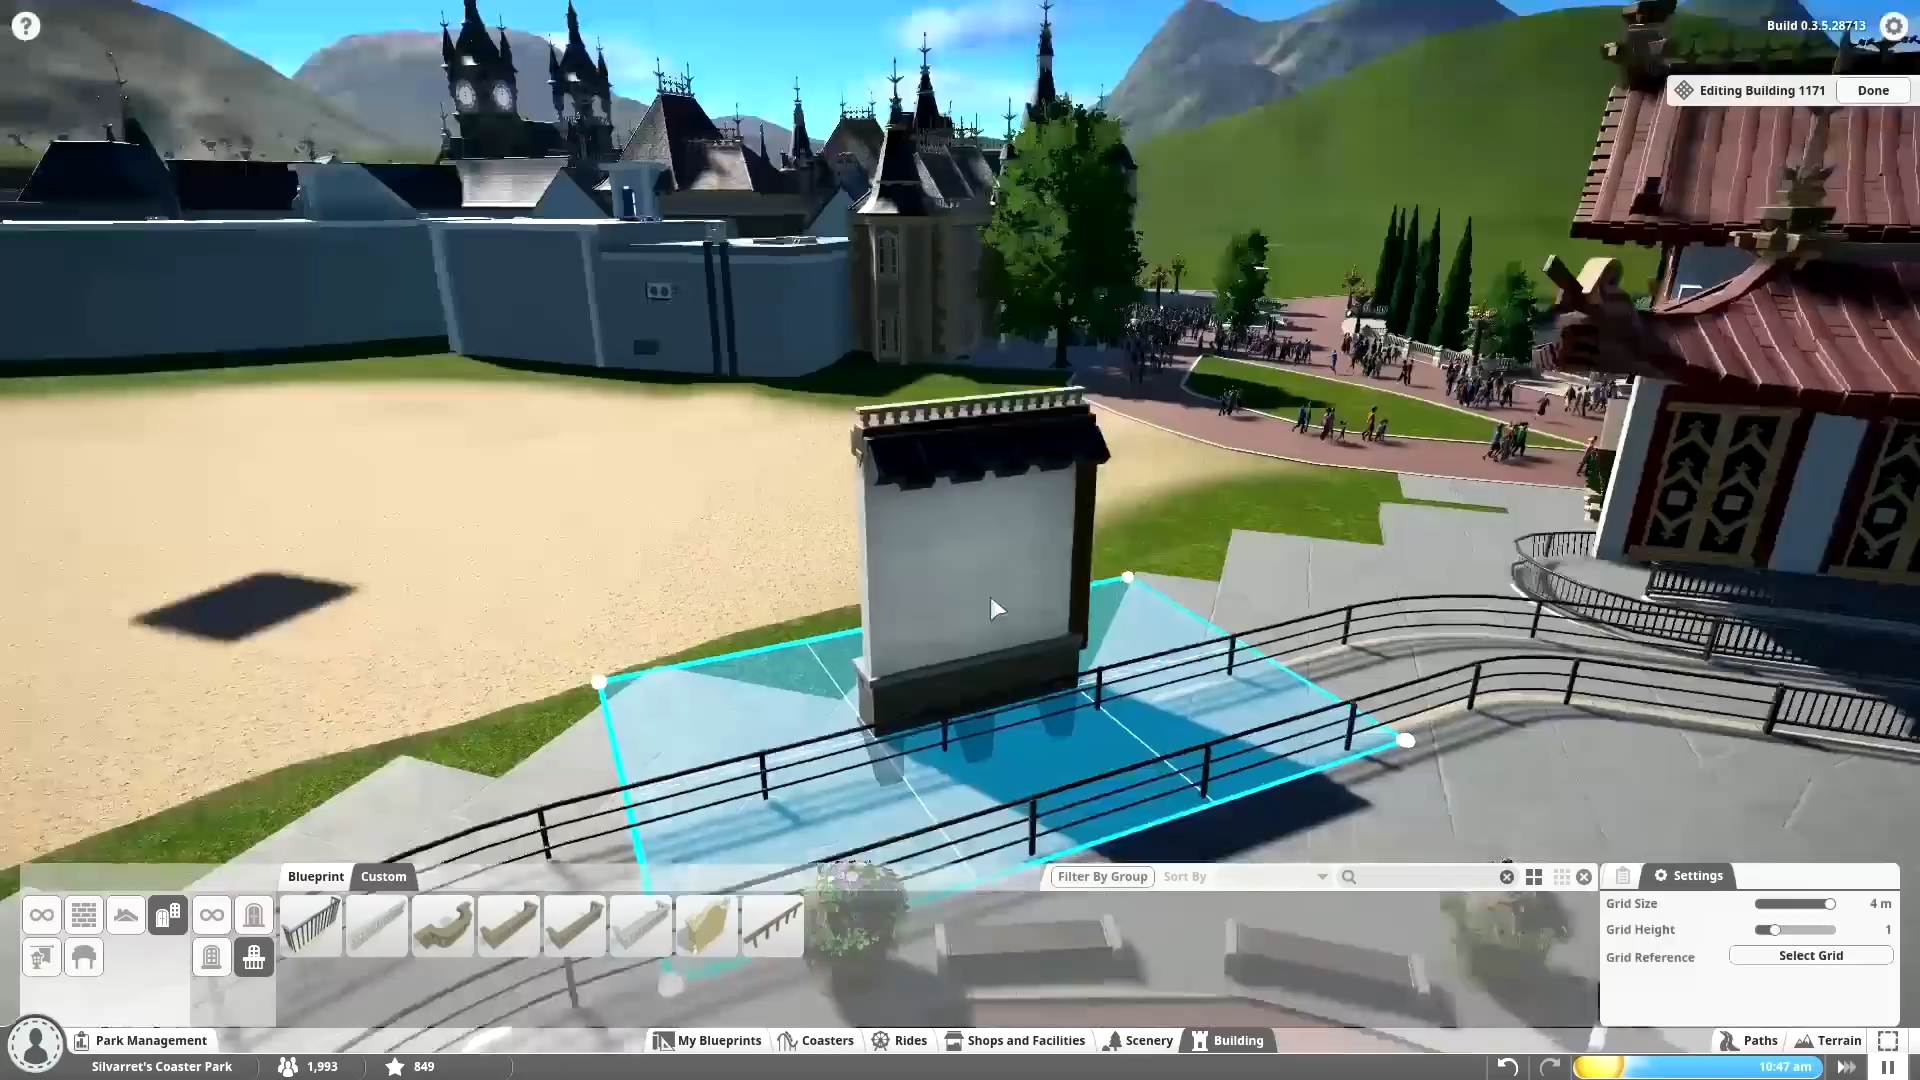 Build 0.3.5.28713
Editing Building 1171
Done
Blueprint
Custom
Filter By Group
Sort By
Settings
Grid Size
4 m
Grid Height
1
Grid Reference
Select Grid
Park Management
My Blueprints
Coasters
Rides
Shops and Facilities
Scenery
Building
Paths
Terrain
Silvarret's Coaster Park
1,993
849
10:47 am